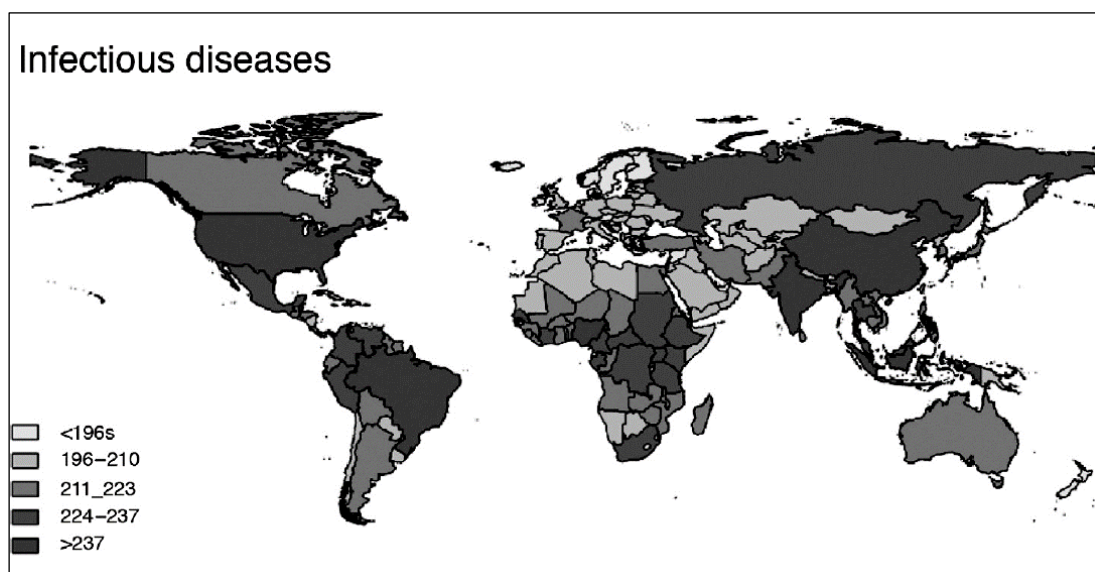 Infectious diseases
<196s
196–210
211_223
224–237
>237